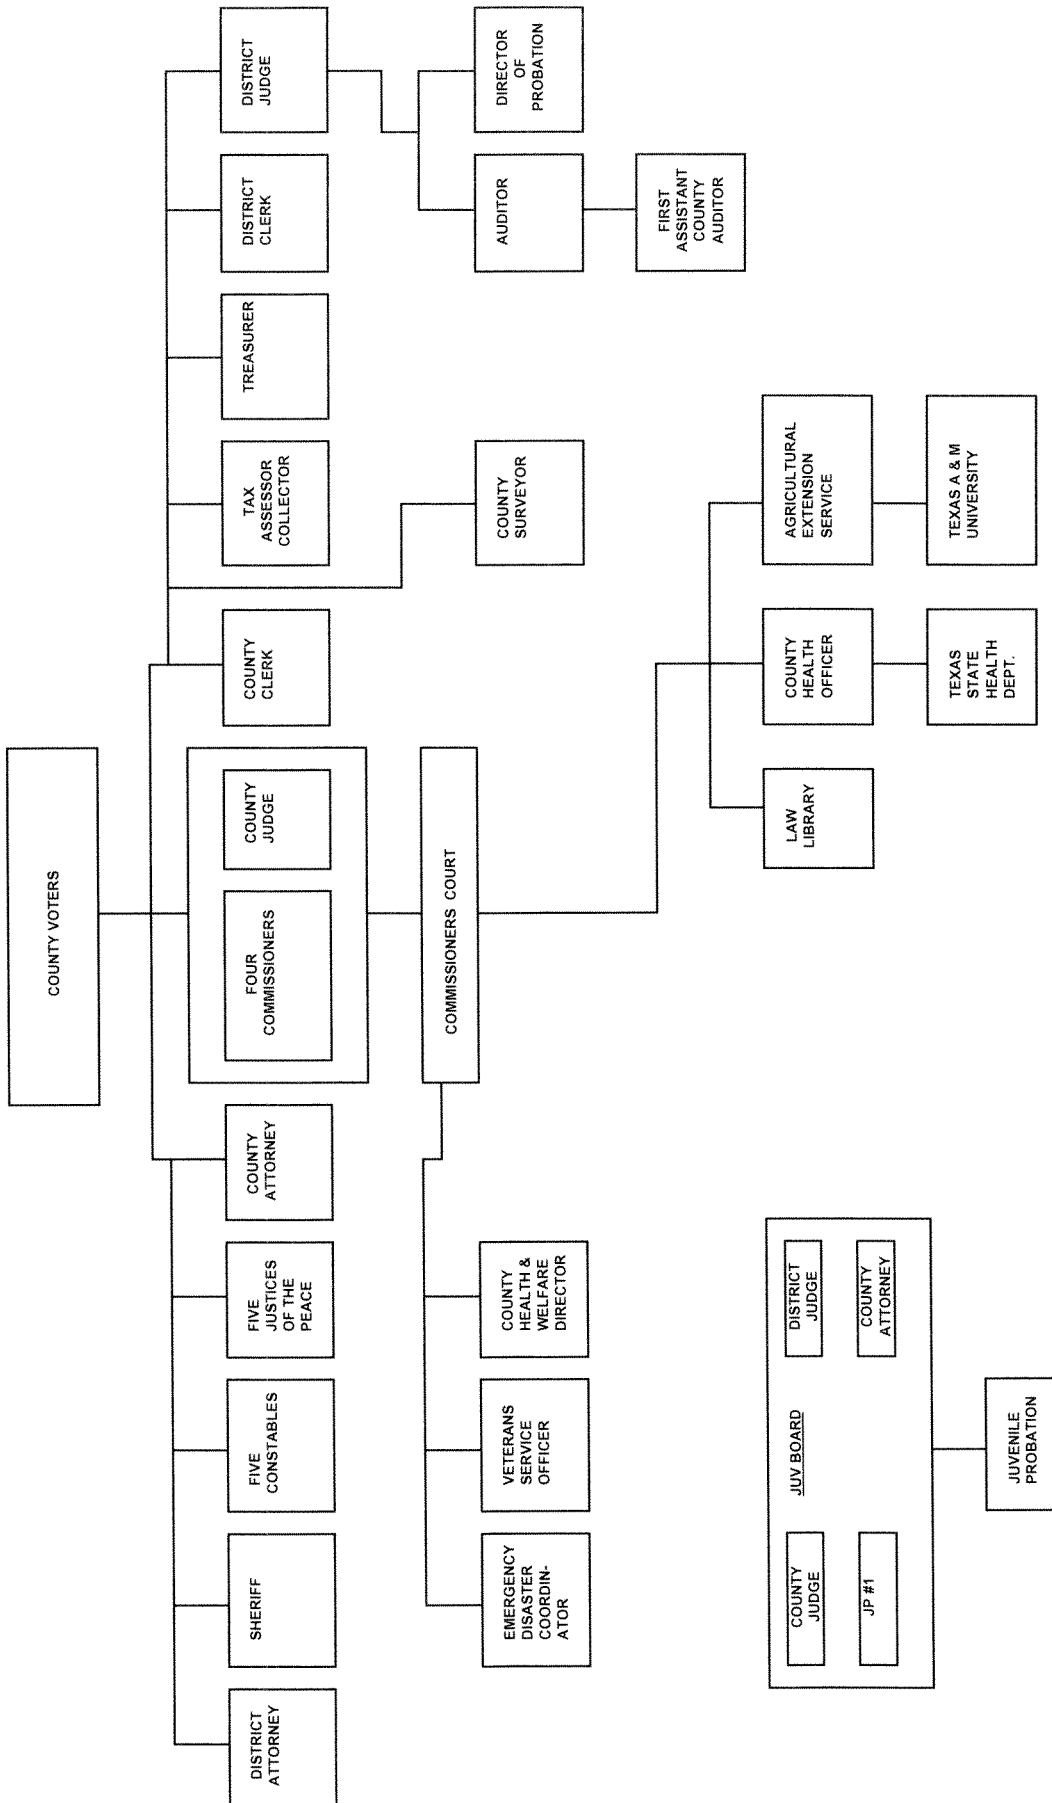 COUNTY VOTERS
DISTRICT
ATTORNEY
SHERIFF
FIVE
CONSTABLES
FIVE
JUSTICES
OF THE
PEACE
COUNTY
ATTORNEY
FOUR
COMMISSIONERS
COUNTY
JUDGE
COUNTY
CLERK
TAX
ASSESSOR
COLLECTOR
TREASURER
DISTRICT
CLERK
DISTRICT
JUDGE
COMMISSIONERS COURT
EMERGENCY
DISASTER
COORDIN-
ATOR
VETERANS
SERVICE
OFFICER
COUNTY
HEALTH &
WELFARE
DIRECTOR
COUNTY
SURVEYOR
AUDITOR
DIRECTOR
OF
PROBATION
FIRST
ASSISTANT
COUNTY
AUDITOR
LAW
LIBRARY
COUNTY
HEALTH
OFFICER
AGRICULTURAL
EXTENSION
SERVICE
TEXAS
STATE
HEALTH
DEPT.
TEXAS A & M
UNIVERSITY
COUNTY
JUDGE
JUV BOARD
DISTRICT
JUDGE
JP #1
COUNTY
ATTORNEY
JUVENILE
PROBATION